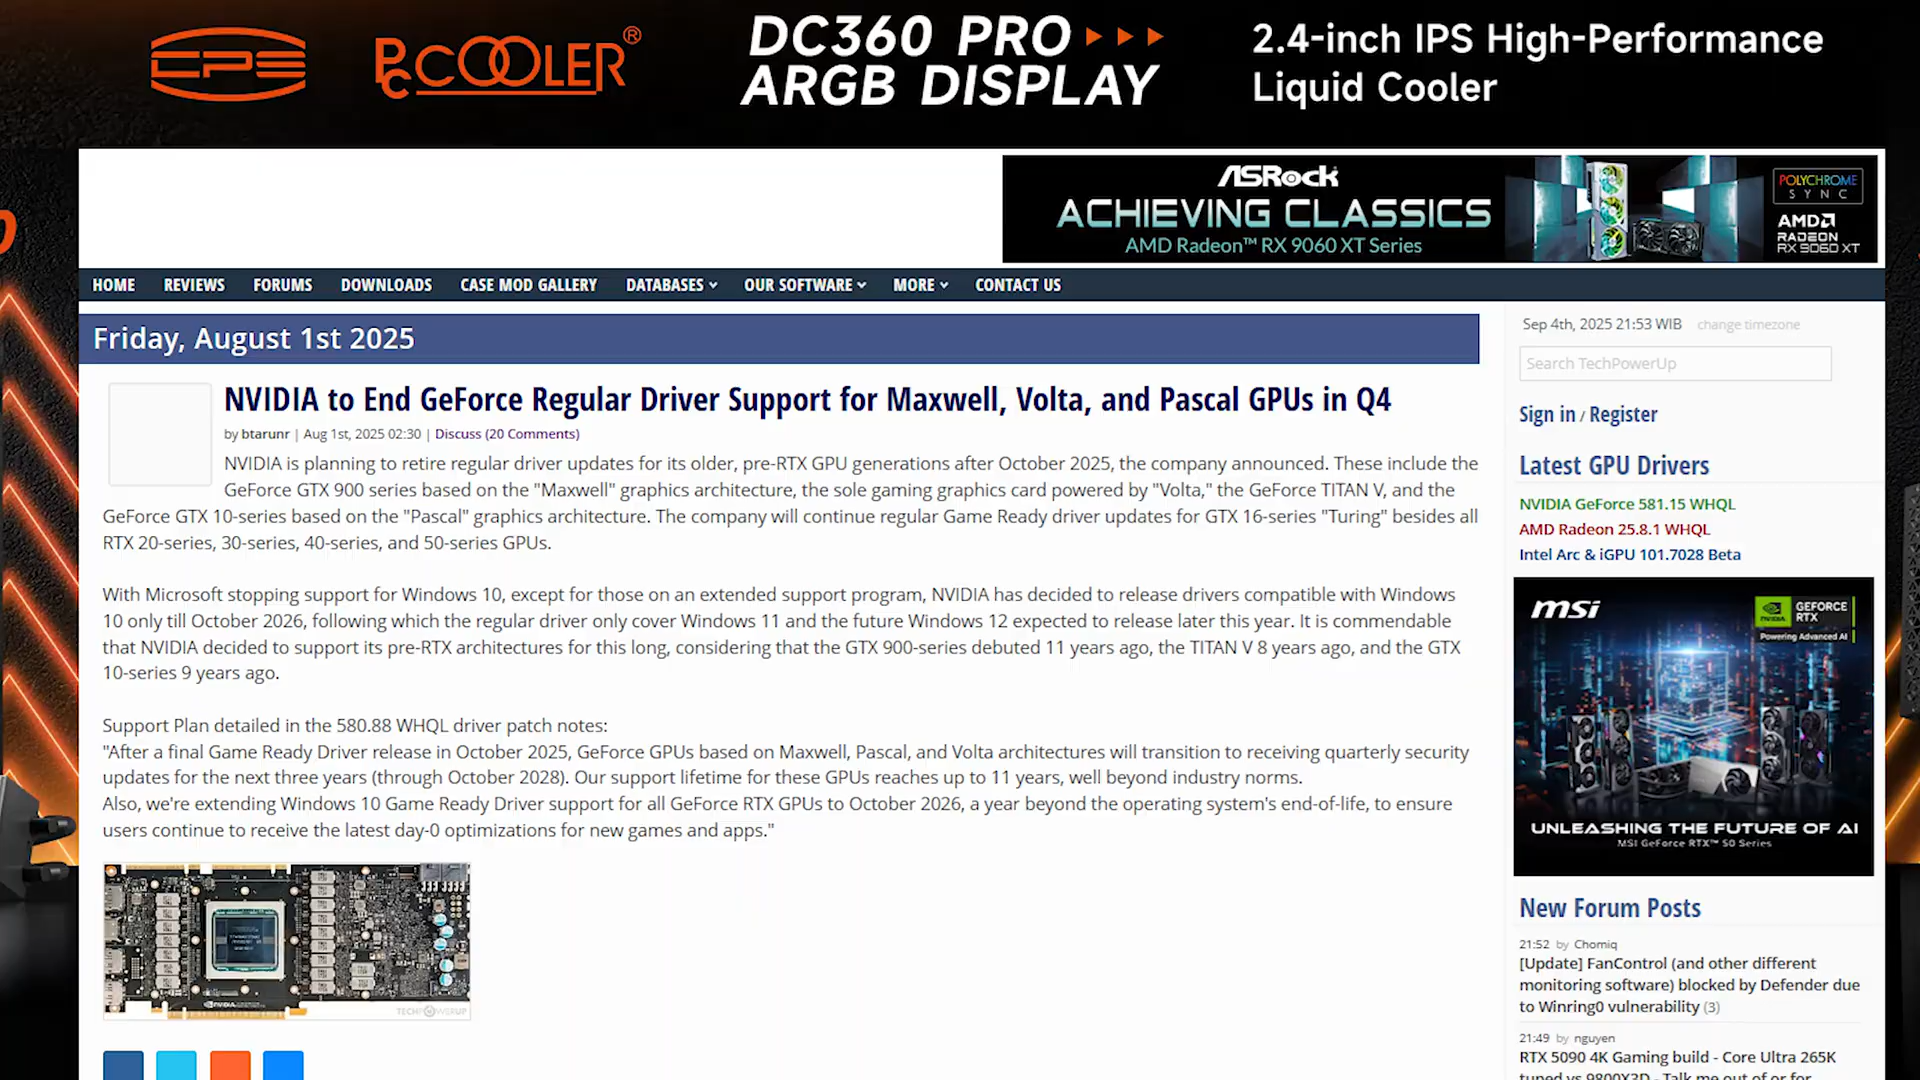 CPS
PCCOOLER®
DC360 PRO
ARGB DISPLAY
2.4-inch IPS High-Performance
Liquid Cooler
ASRock
ACHIEVING CLASSICS
AMD Radeon™ RX 9060 XT Series
POLYCHROME
SYNC
AMD
RADEON
RX 9060 XT
HOME
REVIEWS
FORUMS
DOWNLOADS
CASE MOD GALLERY
DATABASES
OUR SOFTWARE
MORE
CONTACT US
Friday, August 1st 2025
NVIDIA to End GeForce Regular Driver Support for Maxwell, Volta, and Pascal GPUs in Q4
by btarunr | Aug 1st, 2025 02:30 | Discuss (20 Comments)
NVIDIA is planning to retire regular driver updates for its older, pre-RTX GPU generations after October 2025, the company announced. These include the
GeForce GTX 900 series based on the "Maxwell" graphics architecture, the sole gaming graphics card powered by "Volta," the GeForce TITAN V, and the
GeForce GTX 10-series based on the "Pascal" graphics architecture. The company will continue regular Game Ready driver updates for GTX 16-series "Turing" besides all
RTX 20-series, 30-series, 40-series, and 50-series GPUs.
With Microsoft stopping support for Windows 10, except for those on an extended support program, NVIDIA has decided to release drivers compatible with Windows
10 only till October 2026, following which the regular driver only cover Windows 11 and the future Windows 12 expected to release later this year. It is commendable
that NVIDIA decided to support its pre-RTX architectures for this long, considering that the GTX 900-series debuted 11 years ago, the TITAN V 8 years ago, and the GTX
10-series 9 years ago.
Support Plan detailed in the 580.88 WHQL driver patch notes:
"After a final Game Ready Driver release in October 2025, GeForce GPUs based on Maxwell, Pascal, and Volta architectures will transition to receiving quarterly security
updates for the next three years (through October 2028). Our support lifetime for these GPUs reaches up to 11 years, well beyond industry norms.
Also, we're extending Windows 10 Game Ready Driver support for all GeForce RTX GPUs to October 2026, a year beyond the operating system's end-of-life, to ensure
users continue to receive the latest day-0 optimizations for new games and apps."
NVIDIA
TECHPOWERUP
Sep 4th, 2025 21:53 WIB change timezone
Search TechPowerUp
Sign in / Register
Latest GPU Drivers
NVIDIA GeForce 581.15 WHQL
AMD Radeon 25.8.1 WHQL
Intel Arc & iGPU 101.7028 Beta
msi
NVIDIA
GEFORCE
RTX
Powering Advanced AI
UNLEASHING THE FUTURE OF AI
MSI GeForce RTX™ 50 Series
New Forum Posts
21:52 by Chomiq
[Update] FanControl (and other different
monitoring software) blocked by Defender due
to Winring0 vulnerability (3)
21:49 by nguyen
RTX 5090 4K Gaming build - Core Ultra 265K
tuned vs 9800X3D - Talk me out of or for